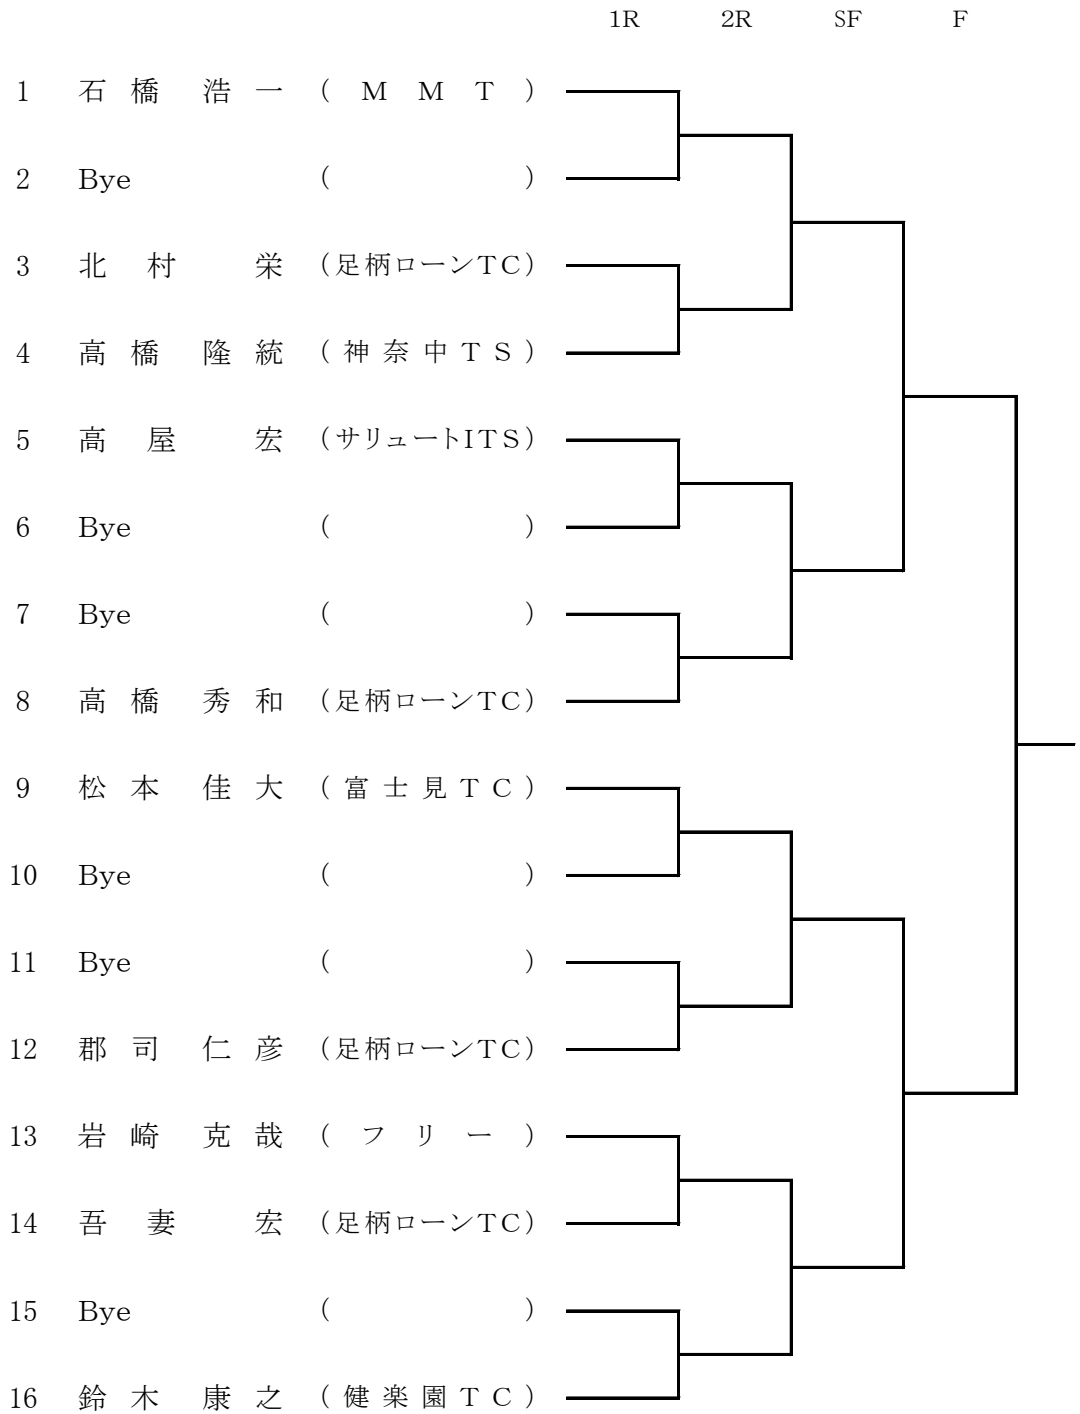 1R 2R SF F
1 石橋 浩一 (MMT)
2 Bye ( )
3 北村 栄 (足柄ローンTC)
4 高橋 隆統 (神奈中TS)
5 高屋 宏 (サリュートITS)
6 Bye ( )
7 Bye ( )
8 高橋 秀和 (足柄ローンTC)
9 松本 佳大 (富士見TC)
10 Bye ( )
11 Bye ( )
12 郡司 仁彦 (足柄ローンTC)
13 岩崎 克哉 (フリー)
14 吾妻 宏 (足柄ローンTC)
15 Bye ( )
16 鈴木 康之 (健楽園TC)